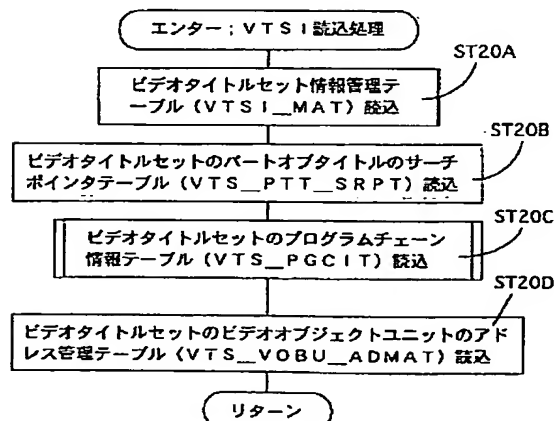 エンター；ＶＴＳＩ読込処理
ST20A
ビデオタイトルセット情報管理テ
ーブル（ＶＴＳＩ＿ＭＡＴ）読込
ST20B
ビデオタイトルセットのパートオブタイトルのサーチ
ポインタテーブル（ＶＴＳ＿ＰＴＴ＿ＳＲＰＴ）読込
ST20C
ビデオタイトルセットのプログラムチェーン
情報テーブル（ＶＴＳ＿ＰＧＣＩＴ）読込
ST20D
ビデオタイトルセットのビデオオブジェクトユニットのアド
レス管理テーブル（ＶＴＳ＿ＶＯＢＵ＿ＡＤＭＡＴ）読込
リターン